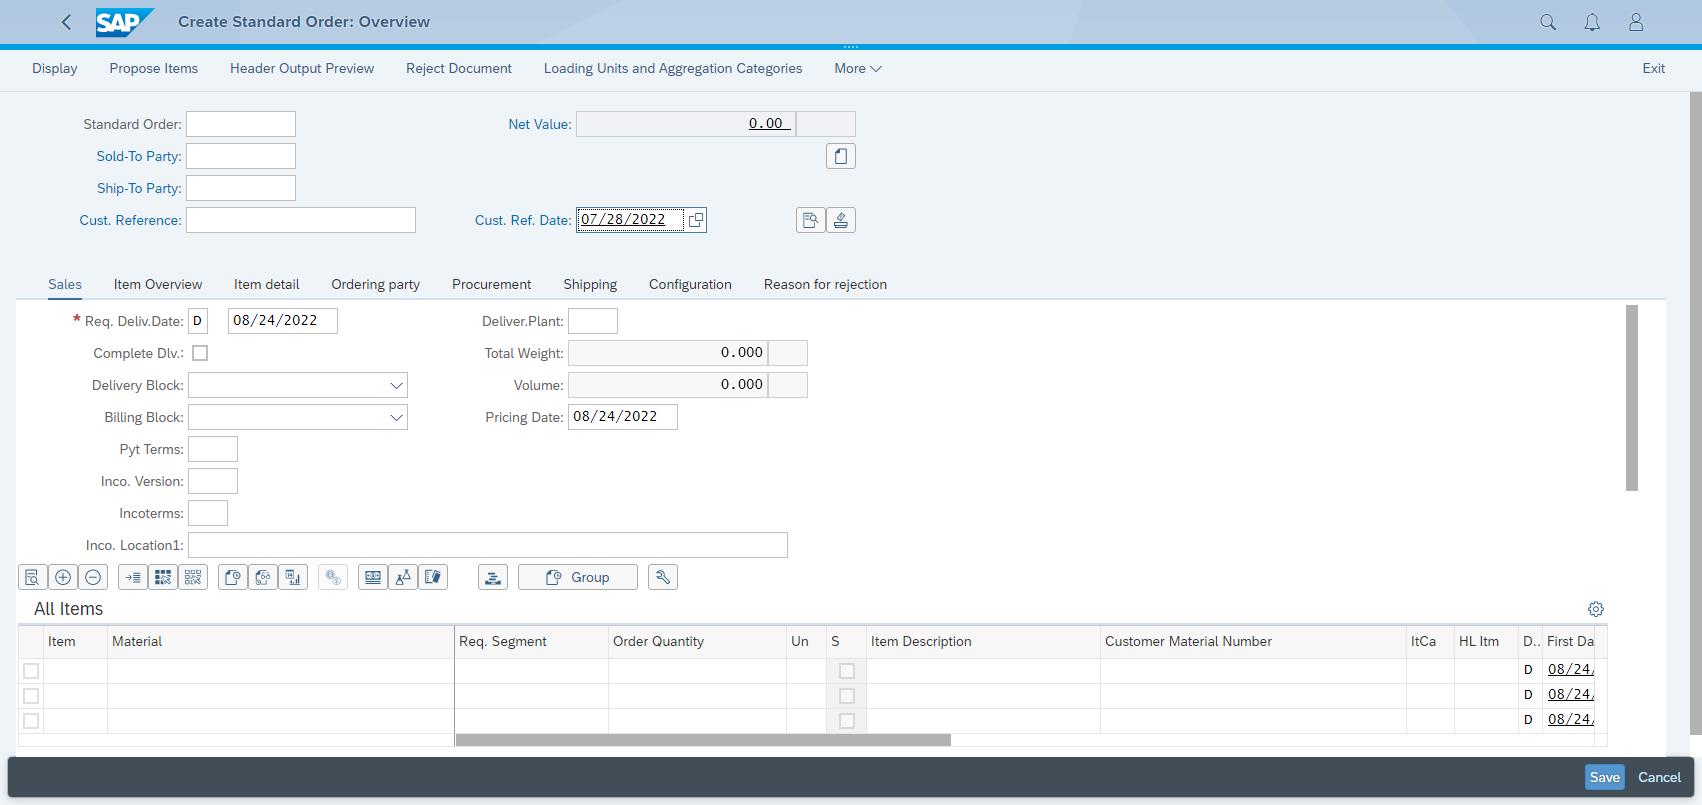 SAP Create Standard Order: Overview
Display Propose Items Header Output Preview Reject Document Loading Units and Aggregation Categories More Exit
Standard Order: Net Value: 0.00
Sold-To Party:
Ship-To Party:
Cust. Reference: Cust. Ref. Date: 07/28/2022
Sales Item Overview Item detail Ordering party Procurement Shipping Configuration Reason for rejection
* Req. Deliv.Date: D 08/24/2022 Deliver.Plant:
Complete Dlv.: Total Weight: 0.000
Delivery Block: Volume: 0.000
Billing Block: Pricing Date: 08/24/2022
Pyt Terms:
Inco. Version:
Incoterms:
Inco. Location1:
Group
All Items
Item Material Req. Segment Order Quantity Un S Item Description Customer Material Number ItCa HL Itm D.. First Da
D 08/24/
D 08/24/
D 08/24/
Save Cancel